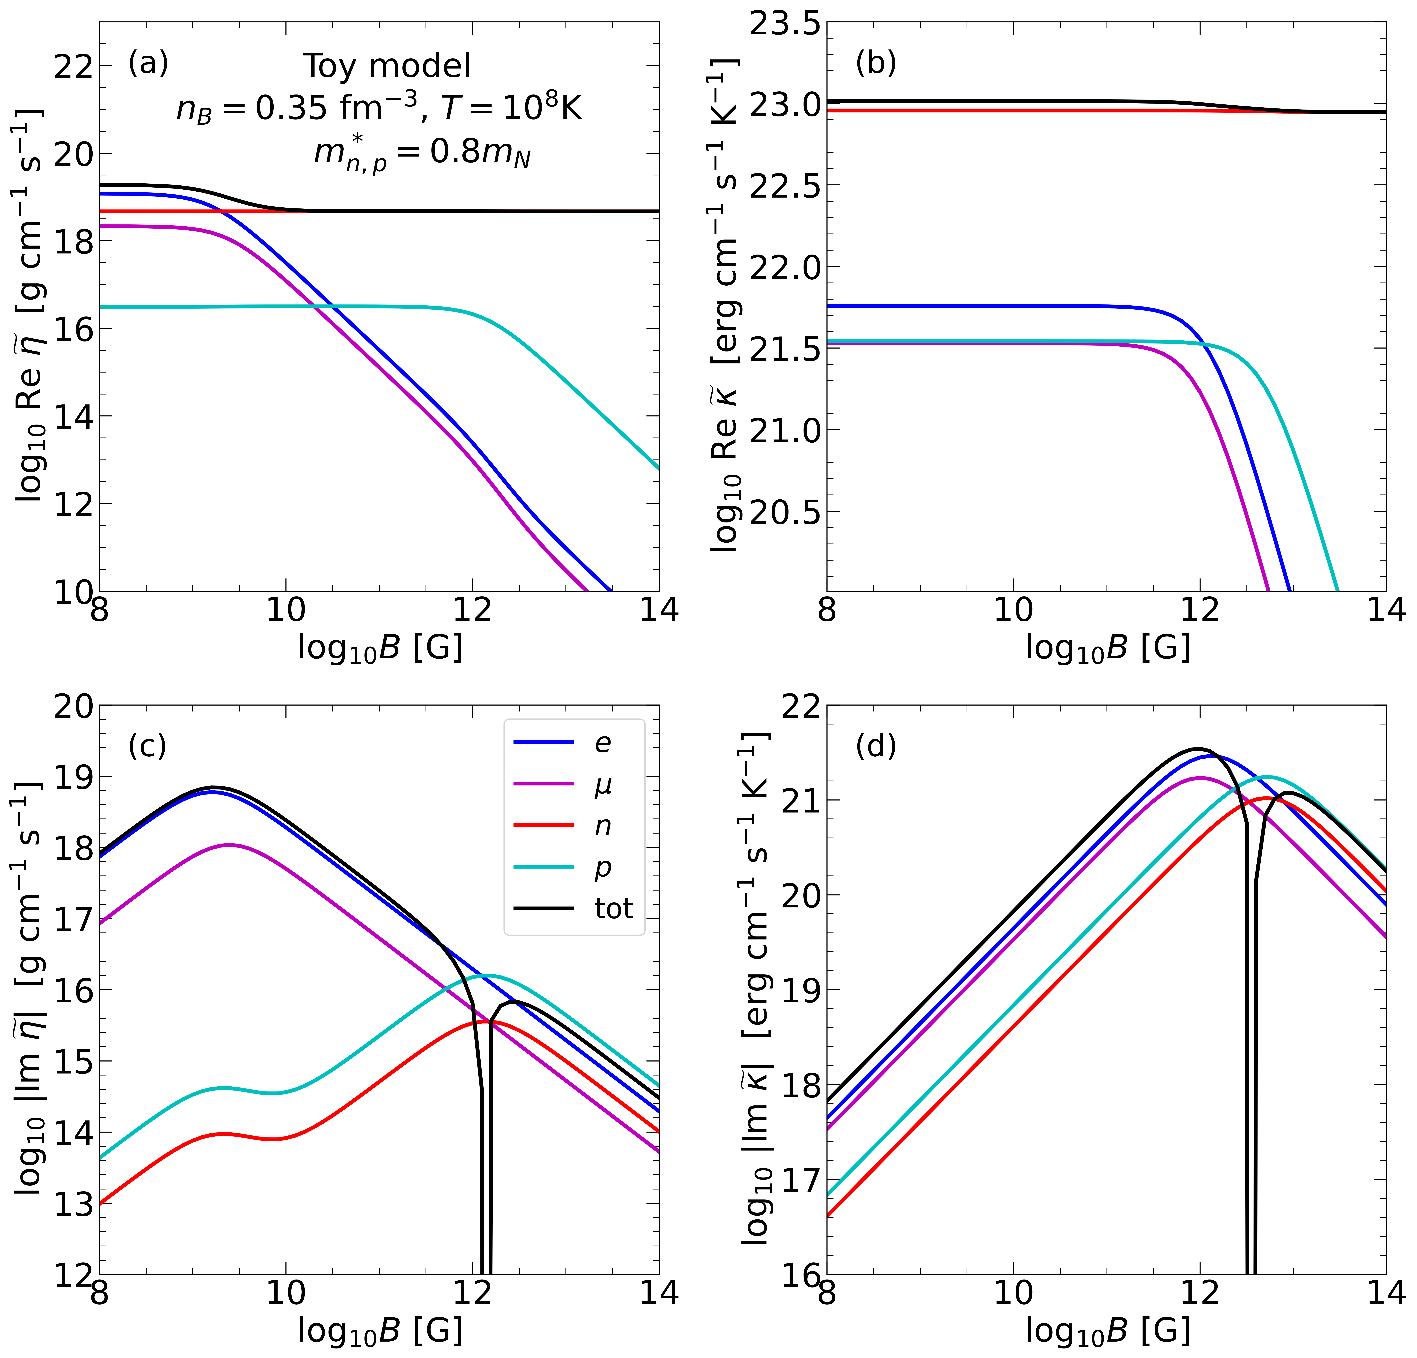 (a)
Toy model
n_B = 0.35 fm⁻³, T = 10⁸K
m*_{n,p} = 0.8m_N
log₁₀ Re η̃ [g cm⁻¹ s⁻¹]
22
20
18
16
14
12
10
8 10 12 14
log₁₀B [G]
(b)
log₁₀ Re κ̃ [erg cm⁻¹ s⁻¹ K⁻¹]
23.5
23.0
22.5
22.0
21.5
21.0
20.5
8 10 12 14
log₁₀B [G]
(c)
log₁₀ |Im η̃| [g cm⁻¹ s⁻¹]
20
19
18
17
16
15
14
13
12
e
μ
n
p
tot
8 10 12 14
log₁₀B [G]
(d)
log₁₀ |Im κ̃| [erg cm⁻¹ s⁻¹ K⁻¹]
22
21
20
19
18
17
16
8 10 12 14
log₁₀B [G]